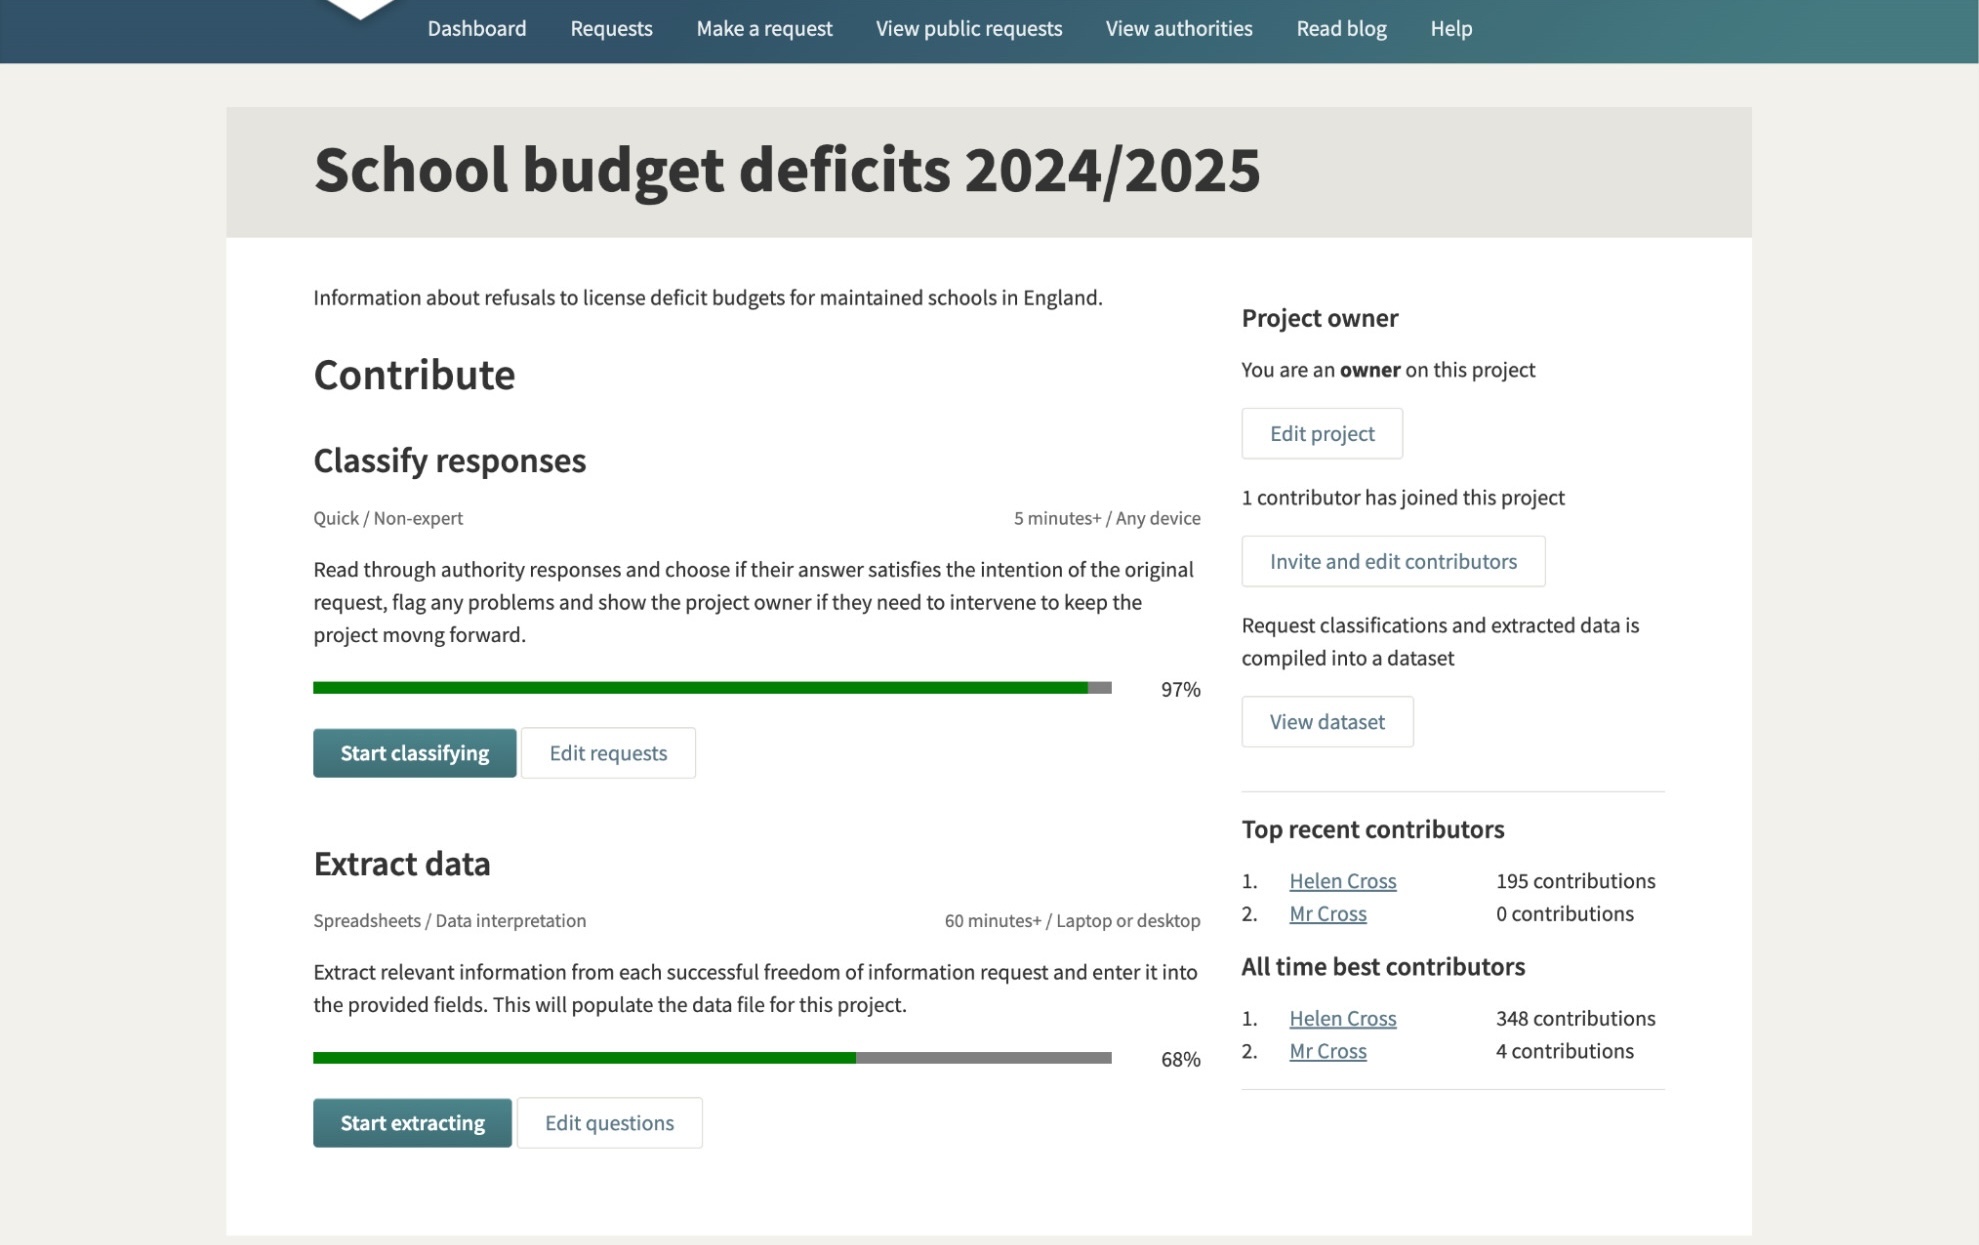 Dashboard Requests Make a request View public requests View authorities Read blog Help
School budget deficits 2024/2025
Information about refusals to license deficit budgets for maintained schools in England.
Contribute
Classify responses
Quick / Non-expert 5 minutes+ / Any device
Read through authority responses and choose if their answer satisfies the intention of the original
request, flag any problems and show the project owner if they need to intervene to keep the
project movng forward.
97%
Start classifying Edit requests
Extract data
Spreadsheets / Data interpretation 60 minutes+ / Laptop or desktop
Extract relevant information from each successful freedom of information request and enter it into
the provided fields. This will populate the data file for this project.
68%
Start extracting Edit questions
Project owner
You are an owner on this project
Edit project
1 contributor has joined this project
Invite and edit contributors
Request classifications and extracted data is
compiled into a dataset
View dataset
Top recent contributors
1. Helen Cross 195 contributions
2. Mr Cross 0 contributions
All time best contributors
1. Helen Cross 348 contributions
2. Mr Cross 4 contributions